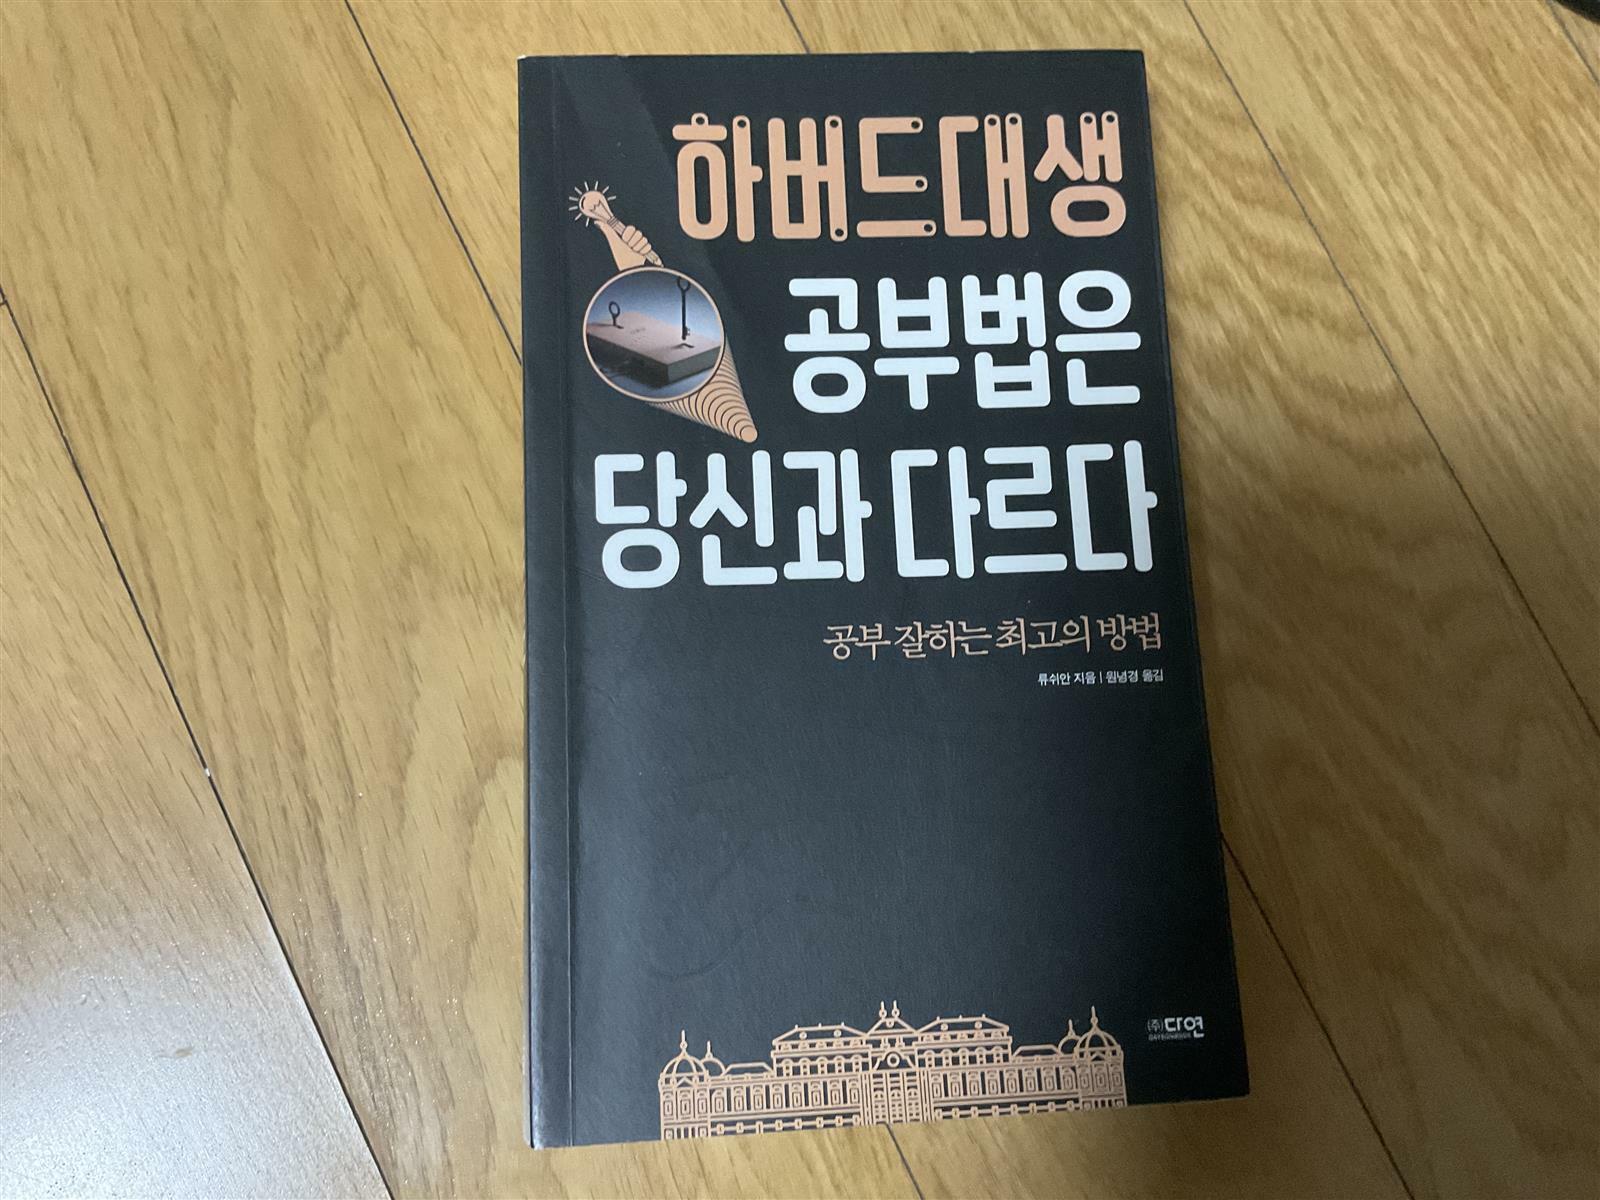 하버드대생
공부법은
당신과 다르다
공부 잘하는 최고의 방법
류쉬안 지음 | 원녕경 옮김
(주)다연